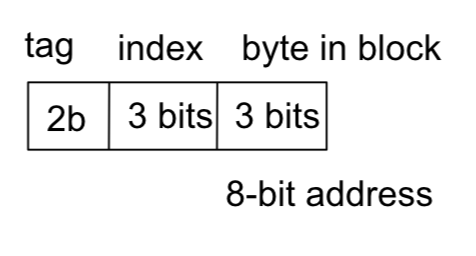 tag index byte in block
2b 3 bits 3 bits
8-bit address